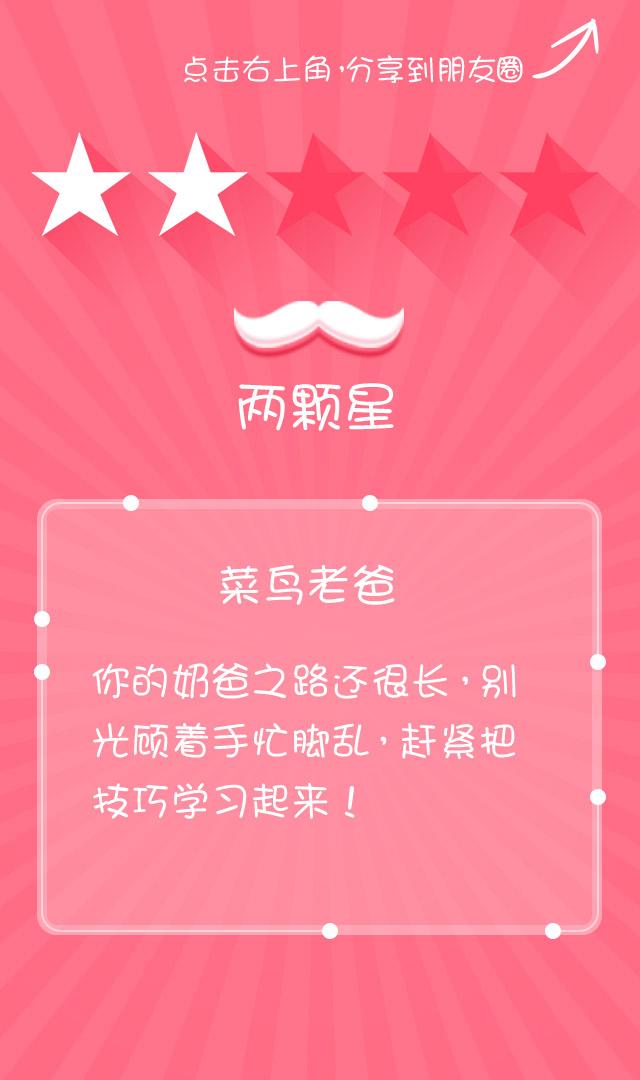 点击右上角,分享到朋友圈
两颗星
菜鸟老爸
你的奶爸之路还很长，别
光顾着手忙脚乱，赶紧把
技巧学习起来！